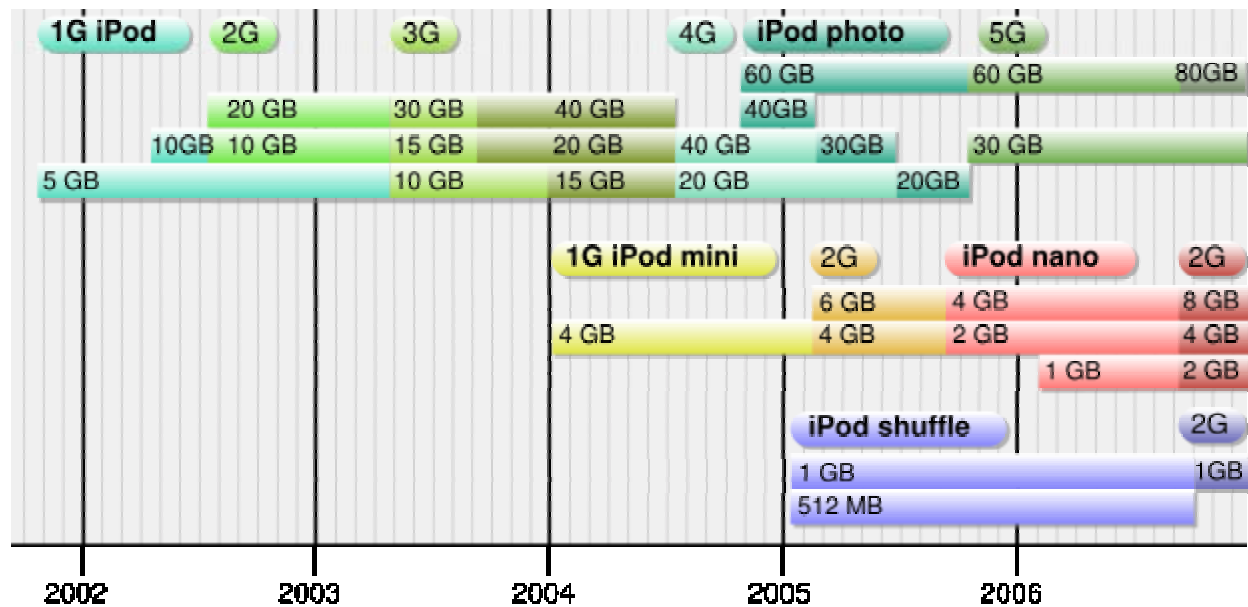 1G iPod 2G 3G 4G iPod photo 5G
60 GB 60 GB 80GB
20 GB 30 GB 40 GB 40GB
10GB 10 GB 15 GB 20 GB 40 GB 30GB 30 GB
5 GB 10 GB 15 GB 20 GB 20GB
1G iPod mini 2G iPod nano 2G
6 GB 4 GB 8 GB
4 GB 4 GB 2 GB 4 GB
1 GB 2 GB
iPod shuffle 2G
1 GB 1GB
512 MB
2002 2003 2004 2005 2006